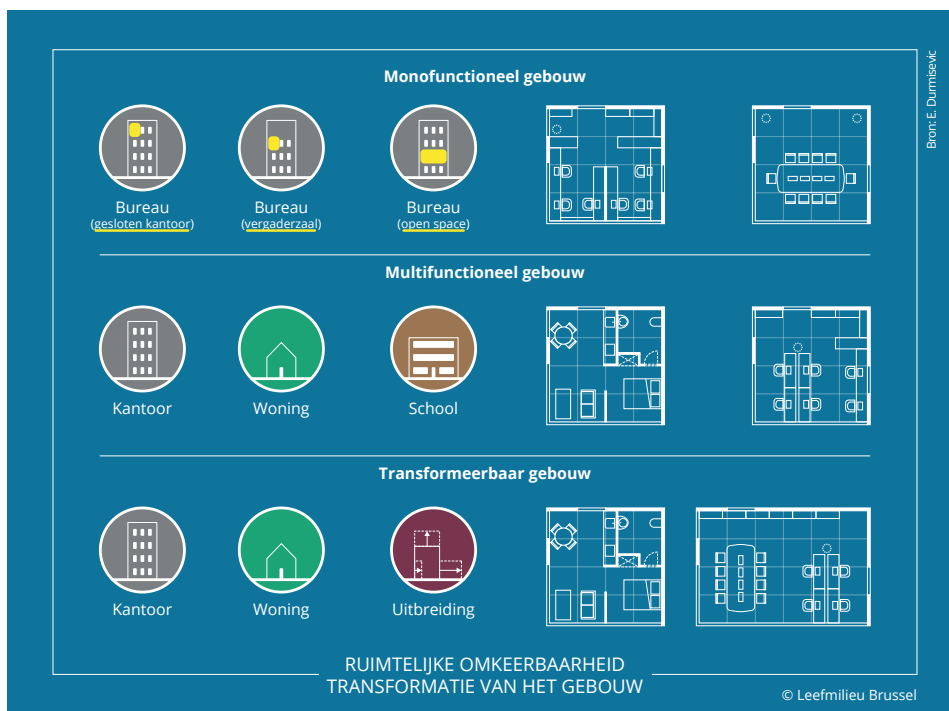 Monofunctioneel gebouw
Bron: E. Durmisevic
Bureau
(gesloten kantoor)
Bureau
(vergaderzaal)
Bureau
(open space)
Multifunctioneel gebouw
Kantoor
Woning
School
Transformeerbaar gebouw
Kantoor
Woning
Uitbreiding
RUIMTELIJKE OMKEERBAARHEID
TRANSFORMATIE VAN HET GEBOUW
© Leefmilieu Brussel